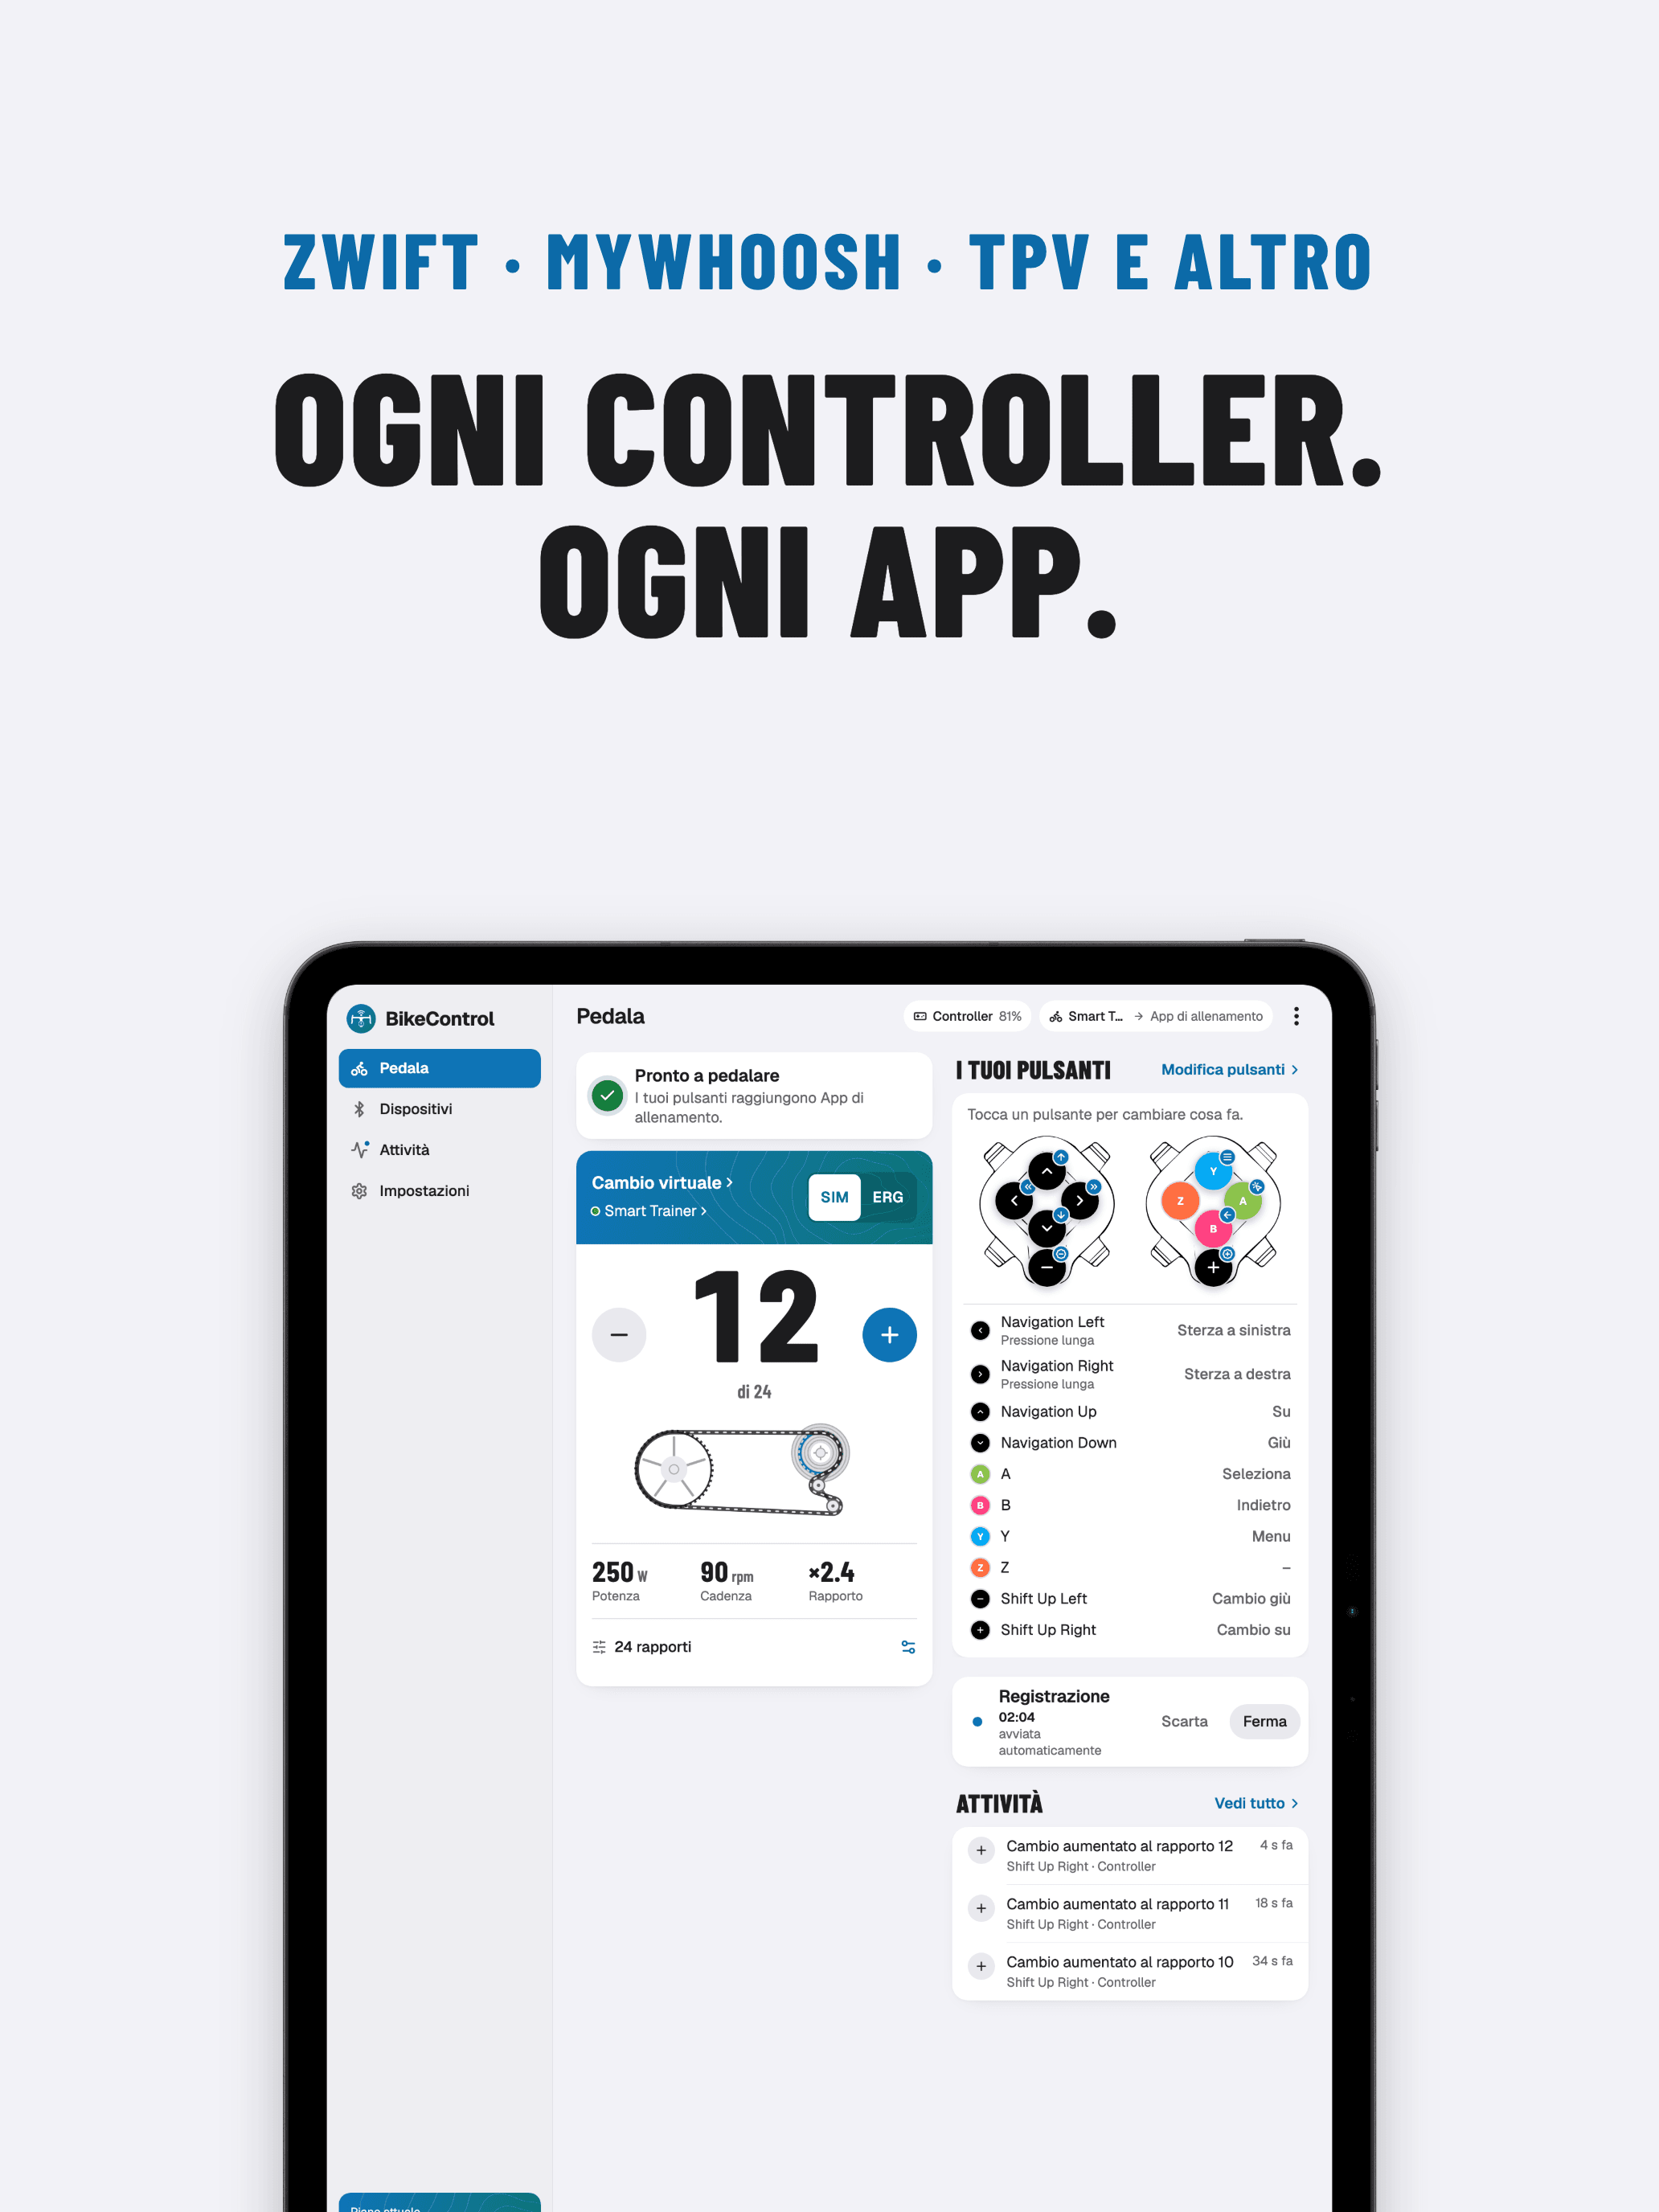 ZWIFT · MYWHOOSH · TPV E ALTRO
OGNI CONTROLLER.
OGNI APP.
BikeControl
Pedala
Dispositivi
Attività
Impostazioni
Pedala
Controller 81%
Smart T... → App di allenamento
Pronto a pedalare
I tuoi pulsanti raggiungono App di
allenamento.
Cambio virtuale >
Smart Trainer >
SIM ERG
12
di 24
250 W
Potenza
90 rpm
Cadenza
×2.4
Rapporto
24 rapporti
I TUOI PULSANTI
Modifica pulsanti >
Tocca un pulsante per cambiare cosa fa.
Y
Z
A
B
Navigation Left
Pressione lunga
Sterza a sinistra
Navigation Right
Pressione lunga
Sterza a destra
Navigation Up Su
Navigation Down Giù
A A Seleziona
B B Indietro
Y Y Menu
Z Z –
Shift Up Left Cambio giù
Shift Up Right Cambio su
Registrazione
02:04
avviata
automaticamente
Scarta
Ferma
ATTIVITÀ
Vedi tutto >
Cambio aumentato al rapporto 12 4 s fa
Shift Up Right · Controller
Cambio aumentato al rapporto 11 18 s fa
Shift Up Right · Controller
Cambio aumentato al rapporto 10 34 s fa
Shift Up Right · Controller